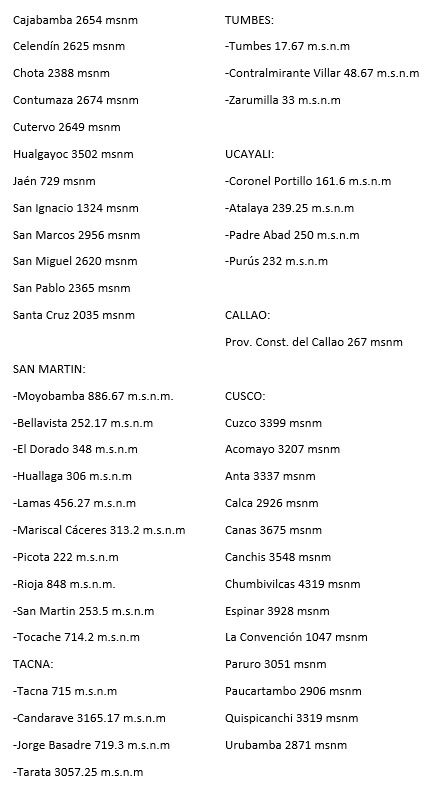 Cajabamba 2654 msnm
Celendín 2625 msnm
Chota 2388 msnm
Contumaza 2674 msnm
Cutervo 2649 msnm
Hualgayoc 3502 msnm
Jaén 729 msnm
San Ignacio 1324 msnm
San Marcos 2956 msnm
San Miguel 2620 msnm
San Pablo 2365 msnm
Santa Cruz 2035 msnm
SAN MARTIN:
-Moyobamba 886.67 m.s.n.m.
-Bellavista 252.17 m.s.n.m
-El Dorado 348 m.s.n.m
-Huallaga 306 m.s.n.m
-Lamas 456.27 m.s.n.m
-Mariscal Cáceres 313.2 m.s.n.m
-Picota 222 m.s.n.m
-Rioja 848 m.s.n.m.
-San Martin 253.5 m.s.n.m
-Tocache 714.2 m.s.n.m
TACNA:
-Tacna 715 m.s.n.m
-Candarave 3165.17 m.s.n.m
-Jorge Basadre 719.3 m.s.n.m
-Tarata 3057.25 m.s.n.m
TUMBES:
-Tumbes 17.67 m.s.n.m
-Contralmirante Villar 48.67 m.s.n.m
-Zarumilla 33 m.s.n.m
UCAYALI:
-Coronel Portillo 161.6 m.s.n.m
-Atalaya 239.25 m.s.n.m
-Padre Abad 250 m.s.n.m
-Purús 232 m.s.n.m
CALLAO:
Prov. Const. del Callao 267 msnm
CUSCO:
Cuzco 3399 msnm
Acomayo 3207 msnm
Anta 3337 msnm
Calca 2926 msnm
Canas 3675 msnm
Canchis 3548 msnm
Chumbivilcas 4319 msnm
Espinar 3928 msnm
La Convención 1047 msnm
Paruro 3051 msnm
Paucartambo 2906 msnm
Quispicanchi 3319 msnm
Urubamba 2871 msnm